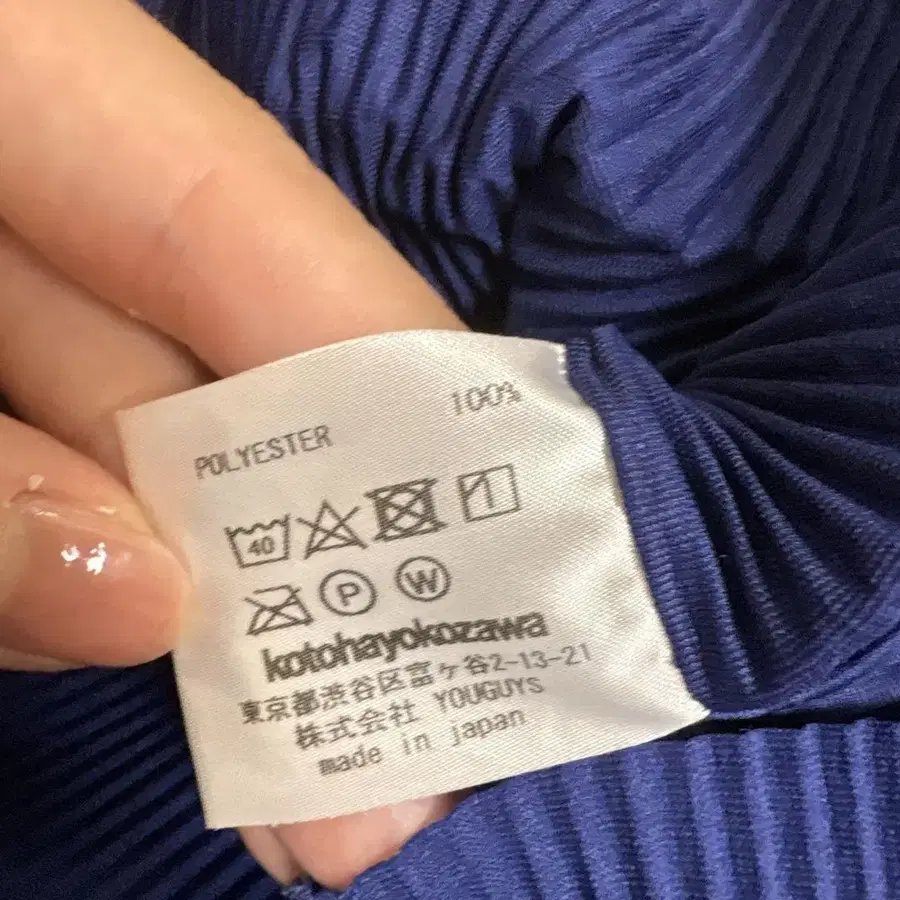 POLYESTER 100%
40
P W
kotohayokozawa
東京都渋谷区富ヶ谷2-13-21
株式会社 YOUGUYS
made in japan